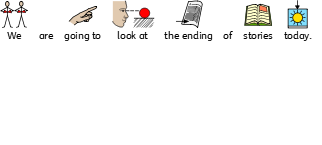 We are going to look at the ending of stories today.